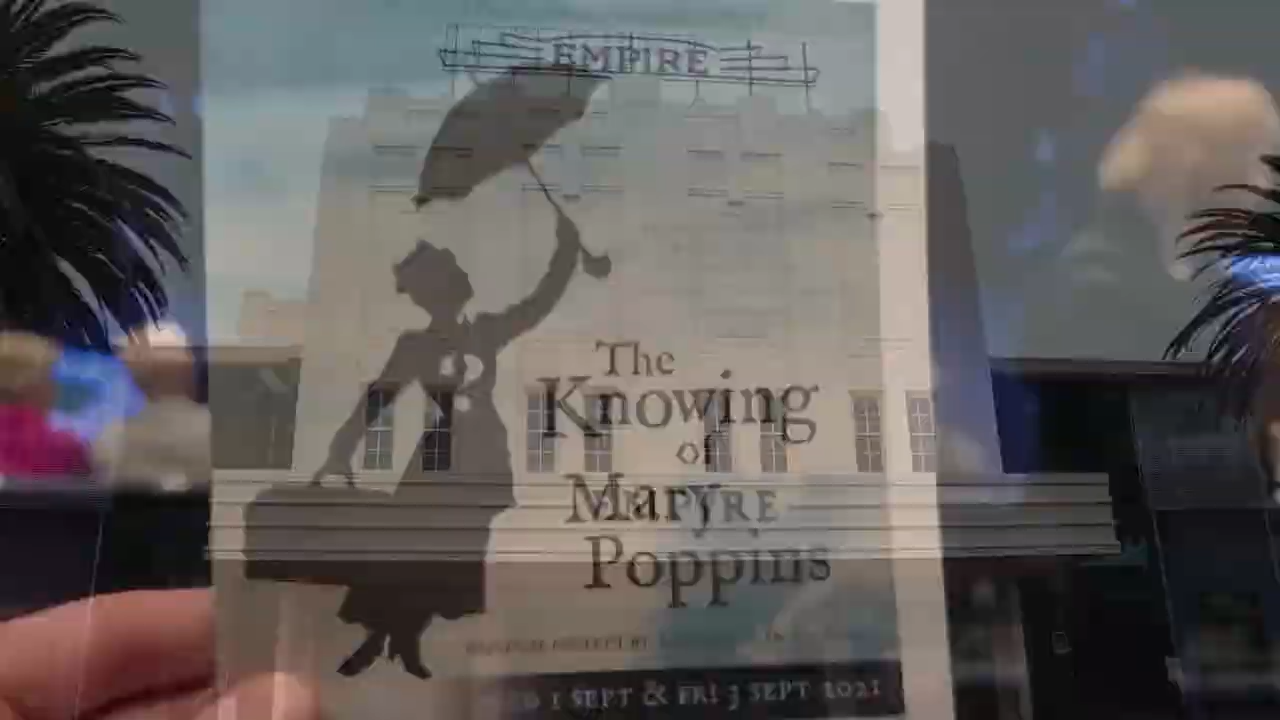 EMPIRE
The
Knowing
of
Mary
Poppins
1 SEPT & FRI 3 SEPT 2021